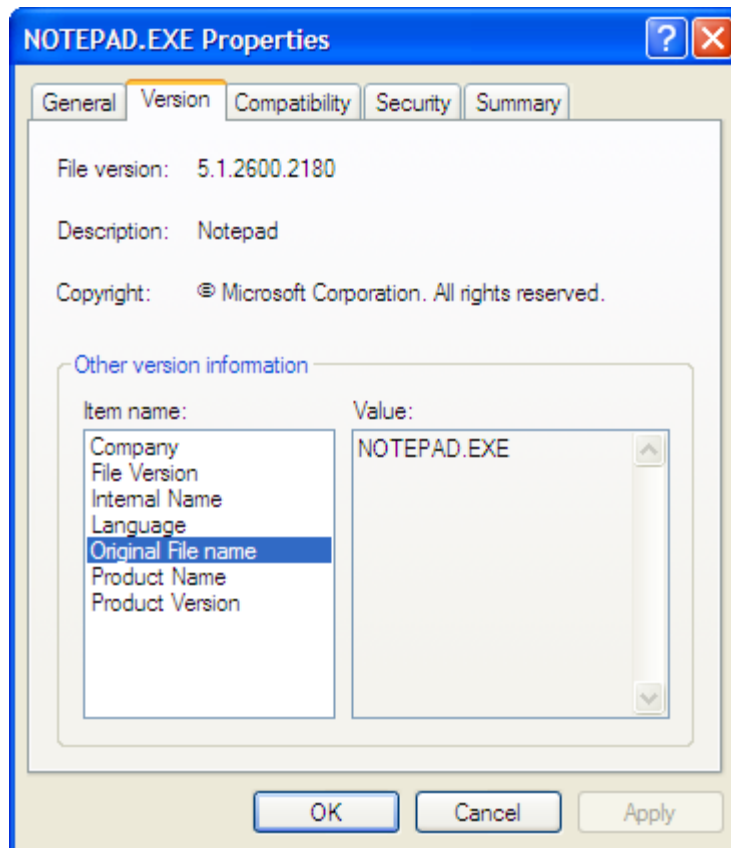 NOTEPAD.EXE Properties
General Version Compatibility Security Summary
File version: 5.1.2600.2180
Description: Notepad
Copyright: © Microsoft Corporation. All rights reserved.
Other version information
Item name: Value:
Company NOTEPAD.EXE
File Version
Internal Name
Language
Original File name
Product Name
Product Version
OK Cancel Apply